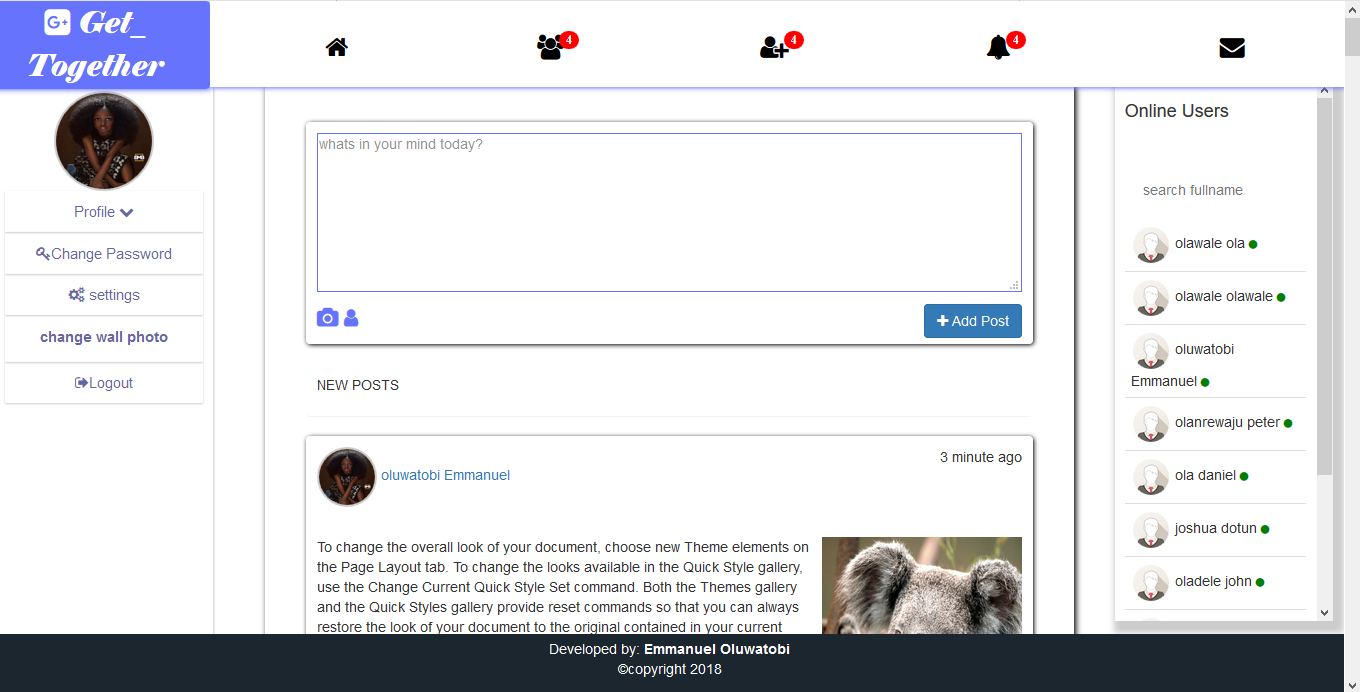 G+ Get_
Together
4
4
4
Profile
Change Password
settings
change wall photo
Logout
whats in your mind today?
Add Post
NEW POSTS
oluwatobi Emmanuel
3 minute ago
To change the overall look of your document, choose new Theme elements on
the Page Layout tab. To change the looks available in the Quick Style gallery,
use the Change Current Quick Style Set command. Both the Themes gallery
and the Quick Styles gallery provide reset commands so that you can always
restore the look of your document to the original contained in your current
Online Users
search fullname
olawale ola
olawale olawale
oluwatobi
Emmanuel
olanrewaju peter
ola daniel
joshua dotun
oladele john
Developed by: Emmanuel Oluwatobi
©copyright 2018